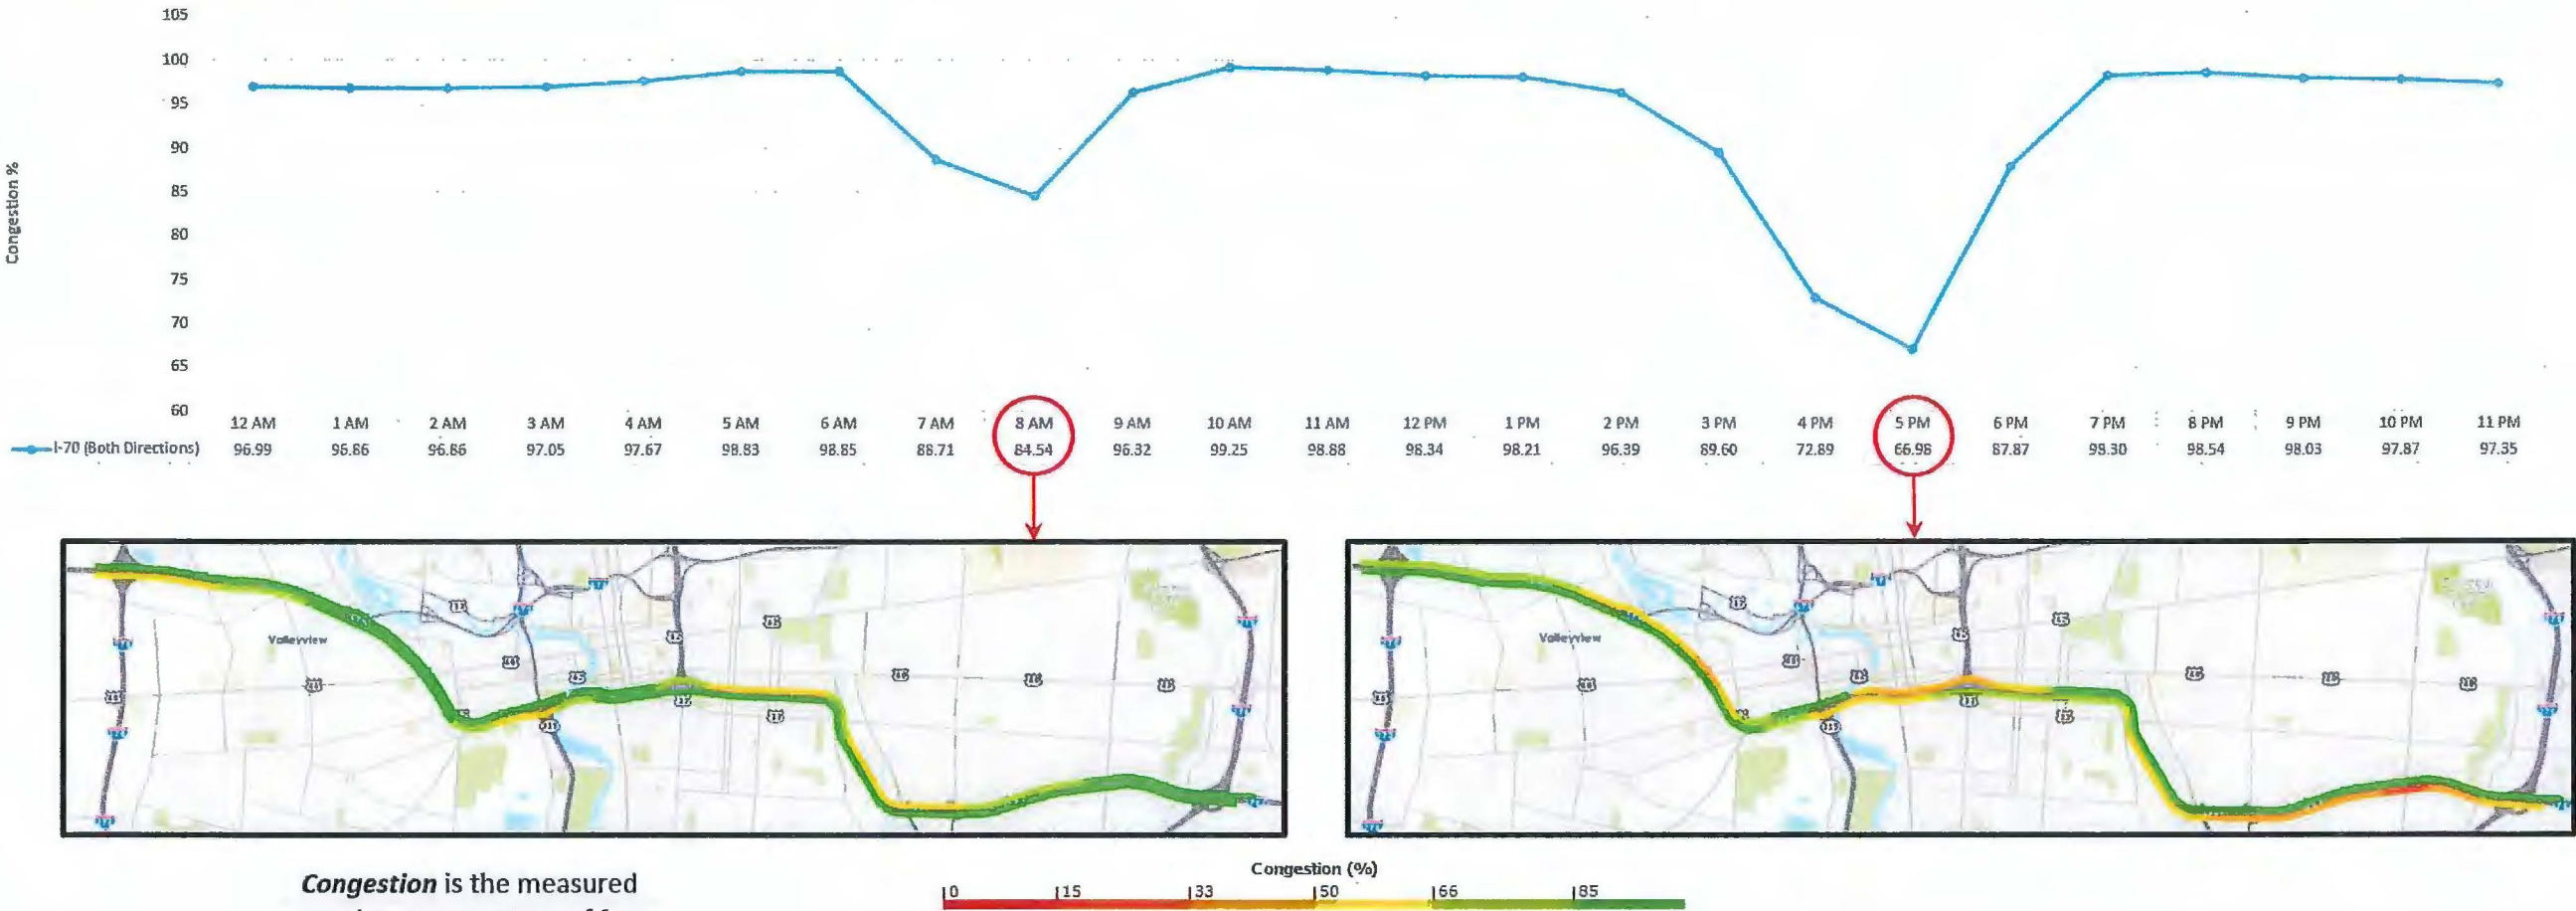 105
100
95
90
85
80
75
70
65
60
Congestion %
12 AM 1 AM 2 AM 3 AM 4 AM 5 AM 6 AM 7 AM 8 AM 9 AM 10 AM 11 AM 12 PM 1 PM 2 PM 3 PM 4 PM 5 PM 6 PM 7 PM 8 PM 9 PM 10 PM 11 PM
I-70 (Both Directions) 96.99 96.86 96.86 97.05 97.67 98.83 98.85 88.71 84.54 96.32 99.25 98.88 98.34 98.21 96.39 89.60 72.89 66.98 87.87 98.30 98.54 98.03 97.87 97.35
Valleyview
Valleyview
Congestion (%)
Congestion is the measured
0 15 33 50 66 85